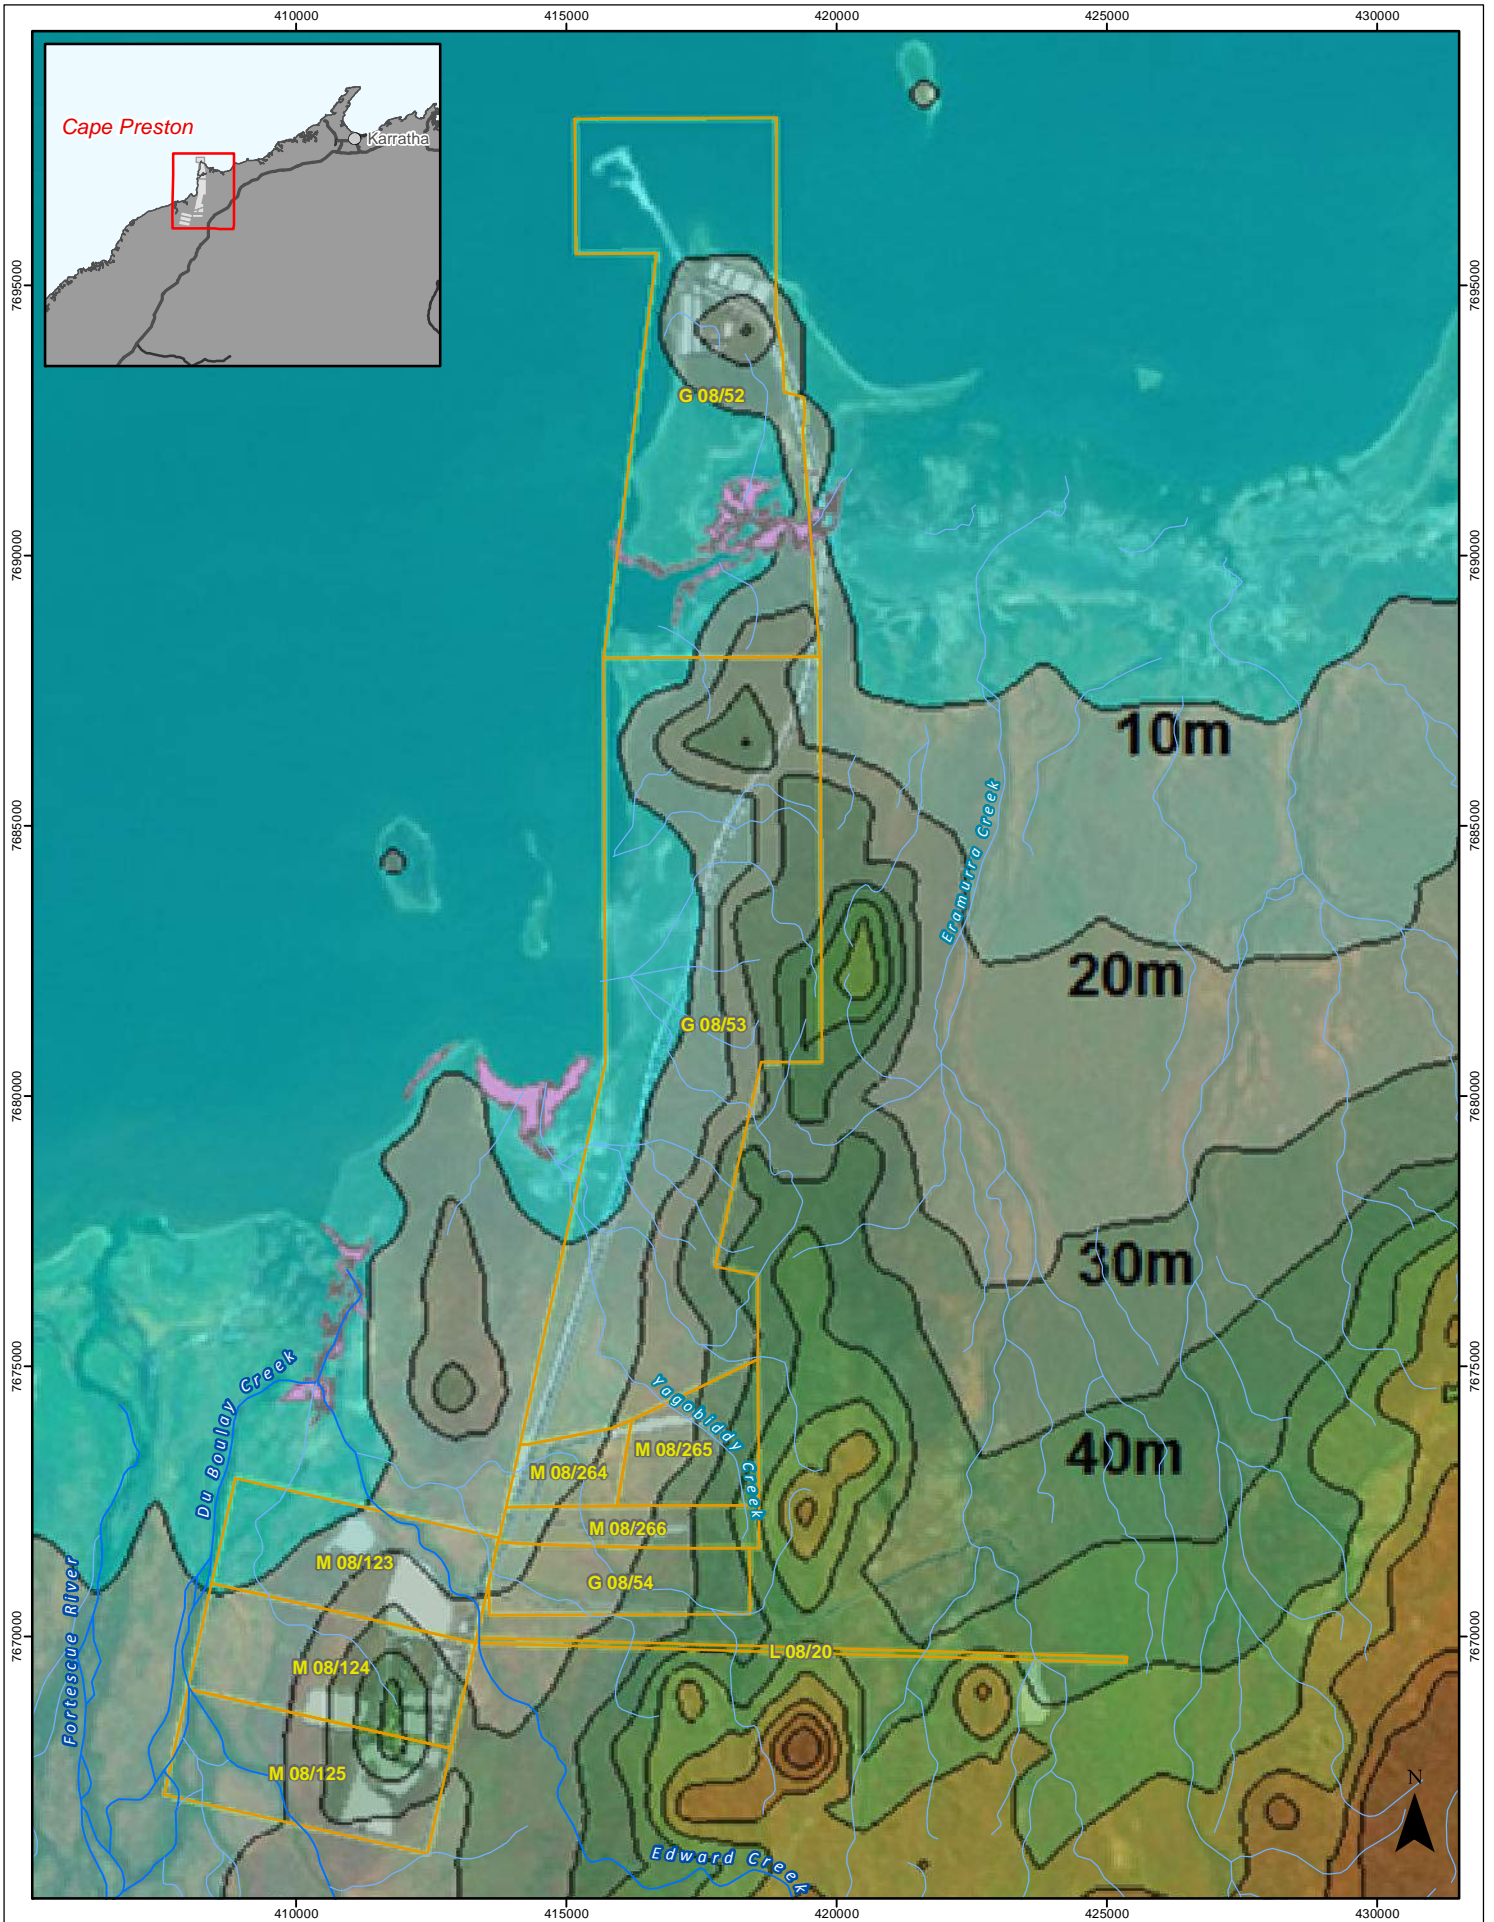 410000
415000
420000
425000
430000
Cape Preston
Karratha
7695000
7695000
G 08/52
7690000
7690000
10m
7685000
7685000
Eramurra Creek
20m
G 08/53
7680000
7680000
30m
7675000
7675000
Du Boulay Creek
Yagobiddy Creek
M 08/265
40m
M 08/264
M 08/266
M 08/123
G 08/54
Fortescue River
7670000
7670000
L 08/20
M 08/124
M 08/125
N
Edward Creek
410000
415000
420000
425000
430000